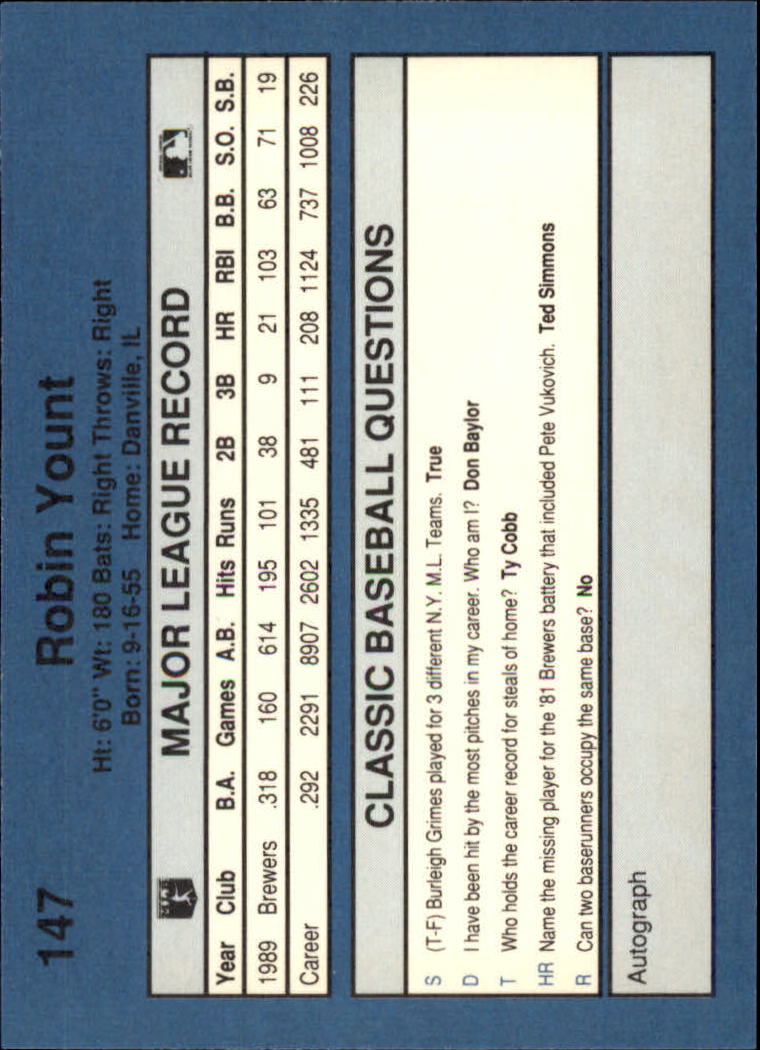 147 Robin Yount
Ht: 6'0" Wt: 180 Bats: Right Throws: Right
Born: 9-16-55 Home: Danville, IL
MAJOR LEAGUE RECORD
Year Club B.A. Games A.B. Hits Runs 2B 3B HR RBI B.B. S.O. S.B.
1989 Brewers .318 160 614 195 101 38 9 21 103 63 71 19
Career .292 2291 8907 2602 1335 481 111 208 1124 737 1008 226
CLASSIC BASEBALL QUESTIONS
S (T-F) Burleigh Grimes played for 3 different N.Y. M.L. Teams. True
D I have been hit by the most pitches in my career. Who am I? Don Baylor
T Who holds the career record for steals of home? Ty Cobb
HR Name the missing player for the '81 Brewers battery that included Pete Vukovich. Ted Simmons
R Can two baserunners occupy the same base? No
Autograph